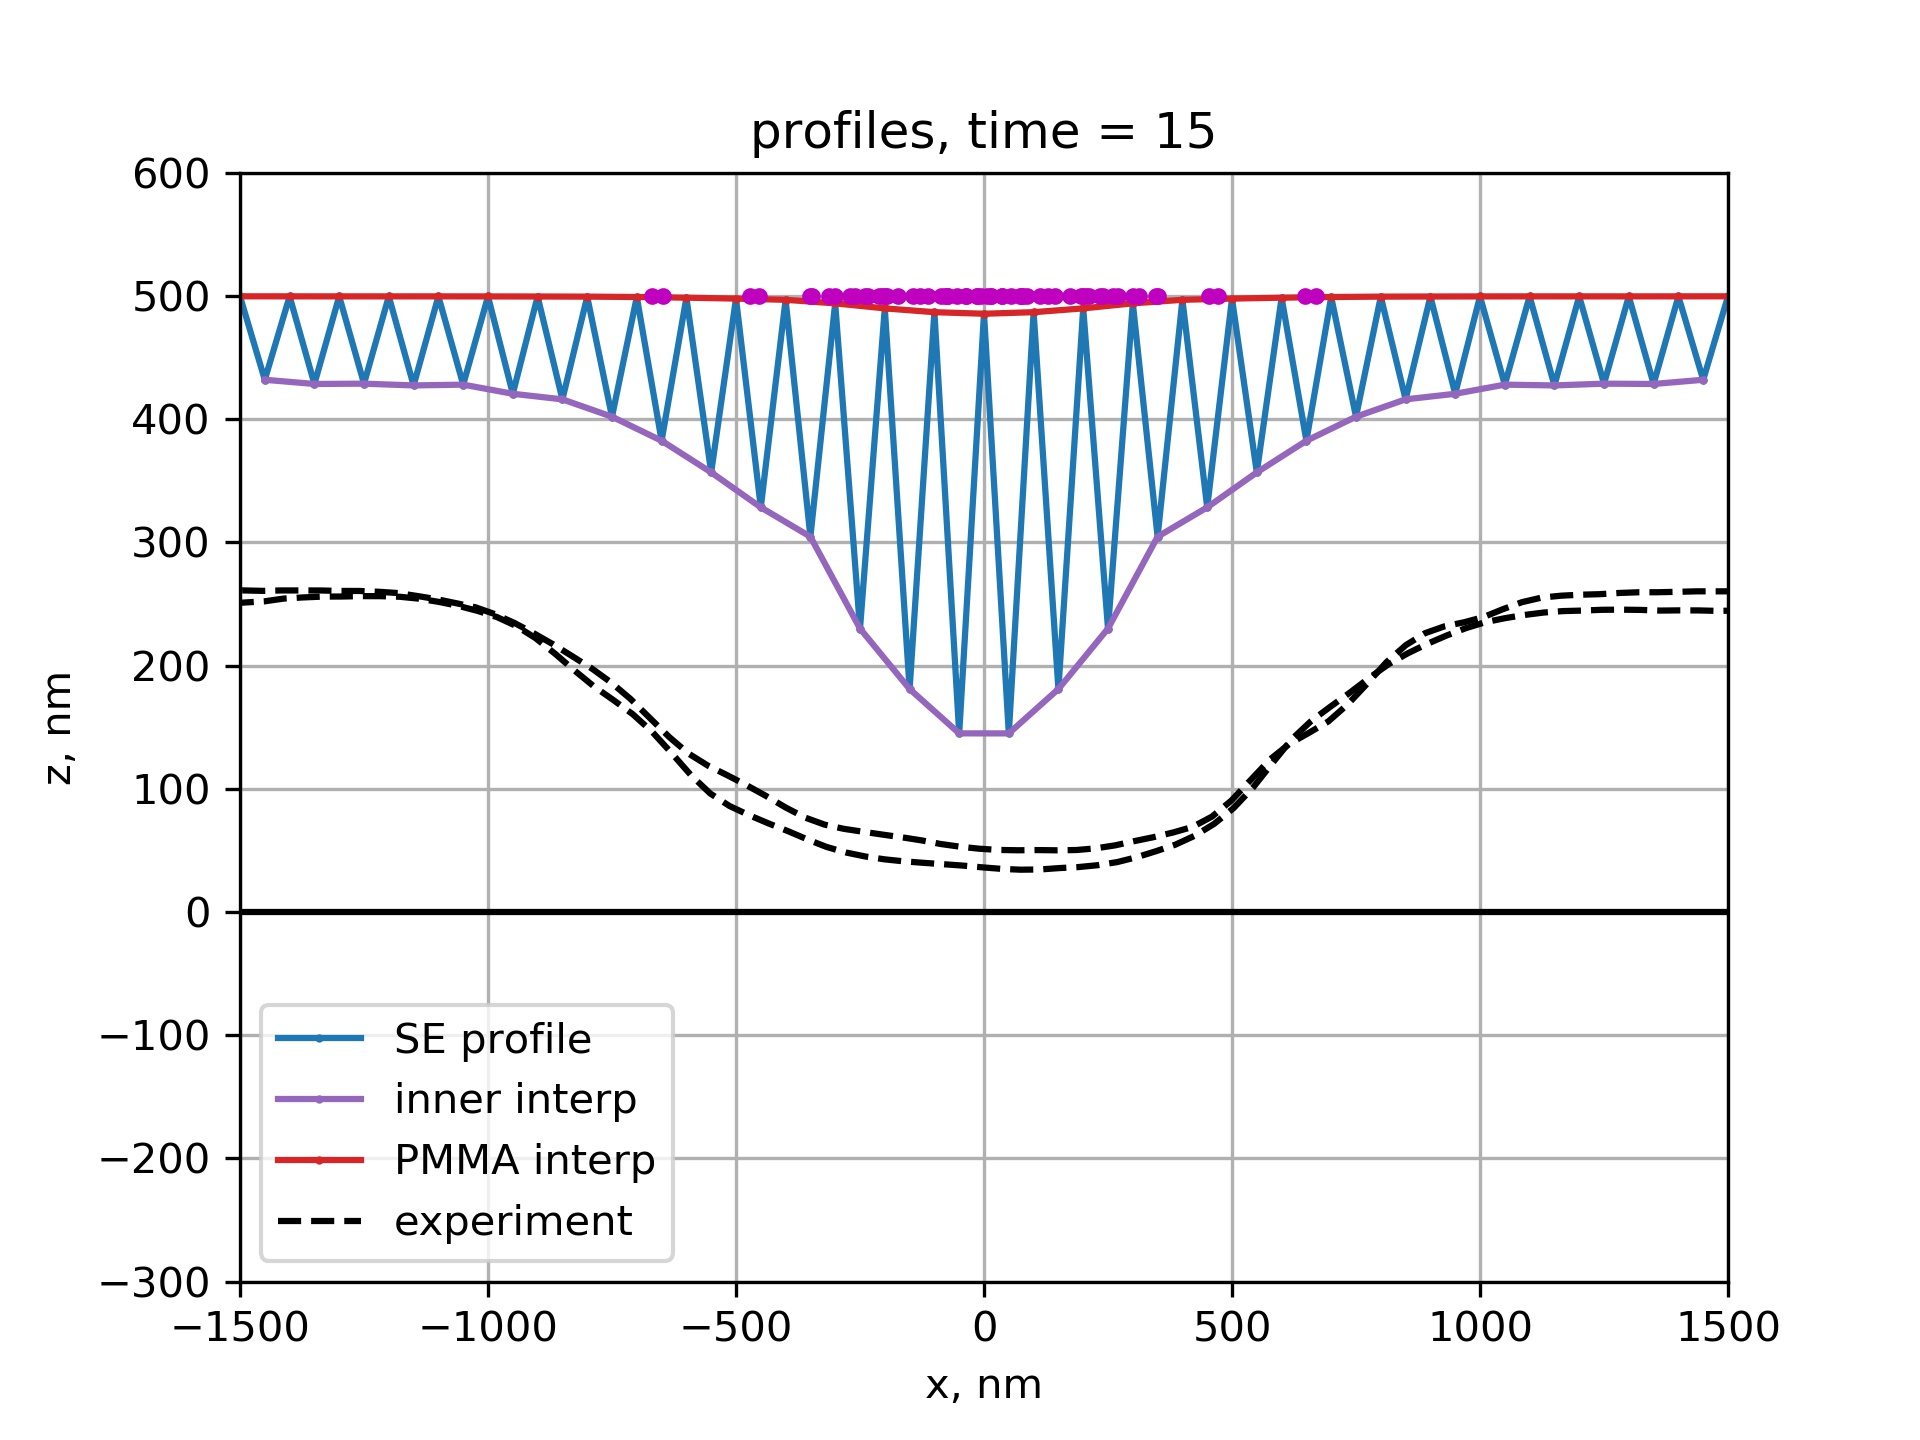 profiles, time = 15
600
500
400
300
200
100
0
−100
−200
−300
z, nm
SE profile
inner interp
PMMA interp
experiment
−1500 −1000 −500 0 500 1000 1500
x, nm